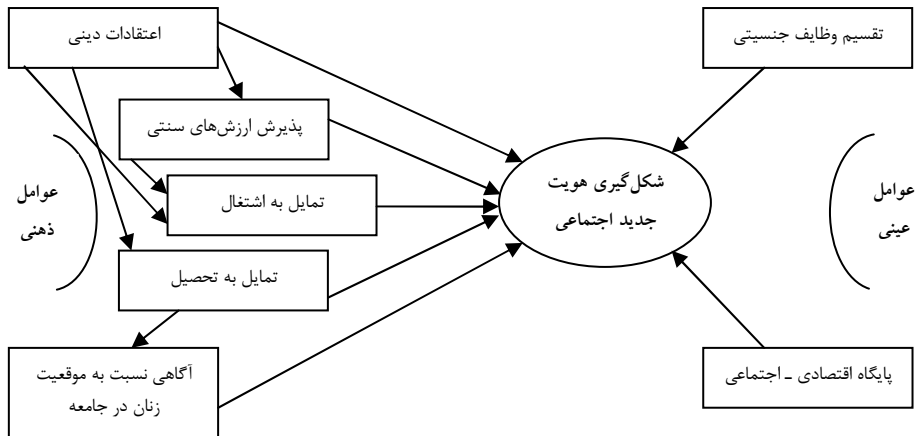 اعتقادات دینی
تقسیم وظایف جنسیتی
پذیرش ارزش‌های سنتی
شکل‌گیری هویت
جدید اجتماعی
عوامل
ذهنی
تمایل به اشتغال
عوامل
عینی
تمایل به تحصیل
آگاهی نسبت به موقعیت
زنان در جامعه
پایگاه اقتصادی ـ اجتماعی